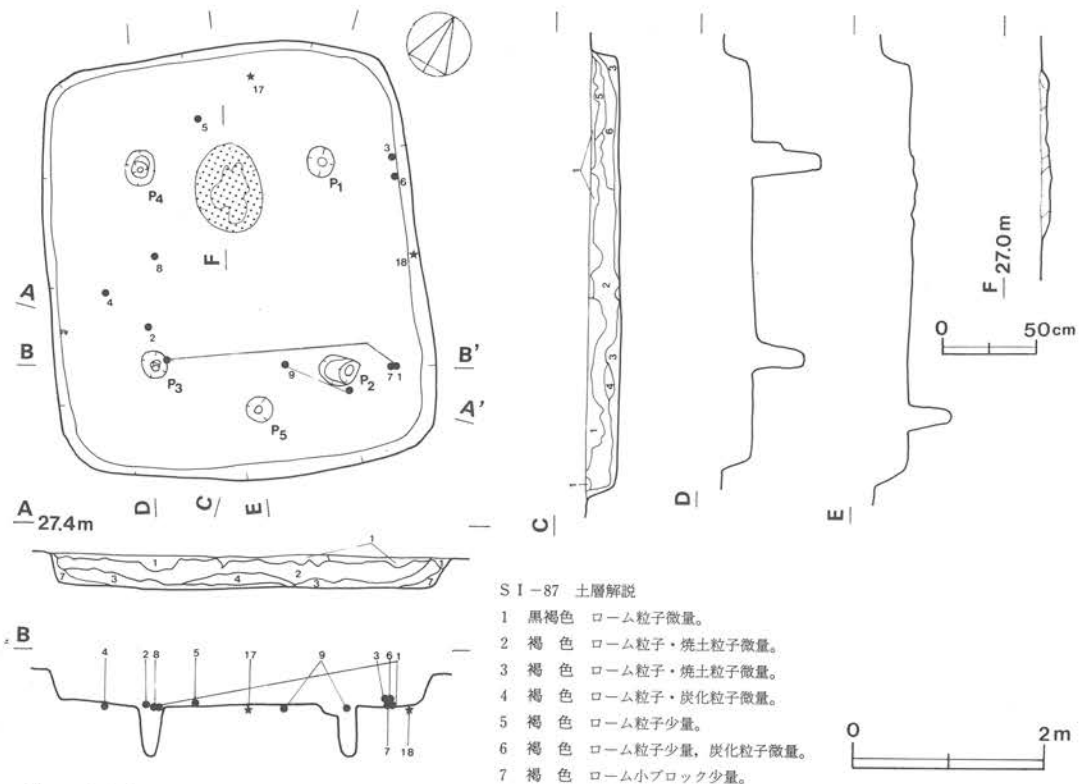 17
5
3
6
P4
P1
F
8
18
4
A
2
B
B'
P3
9
P2
7 1
A'
P5
D
C
E
A 27.4m
1
1
2
7
3
4
3
7
1
B
4
2 8
5
17
9
3 6 1
7
18
3
5
6
1
2
3
4
1
1
C
D
E
F 27.0m
0 50cm
SI-87 土層解説
1 黒褐色 ローム粒子微量。
2 褐色 ローム粒子・焼土粒子微量。
3 褐色 ローム粒子・焼土粒子微量。
4 褐色 ローム粒子・炭化粒子微量。
5 褐色 ローム粒子少量。
6 褐色 ローム粒子少量，炭化粒子微量。
7 褐色 ローム小ブロック少量。
0 2m